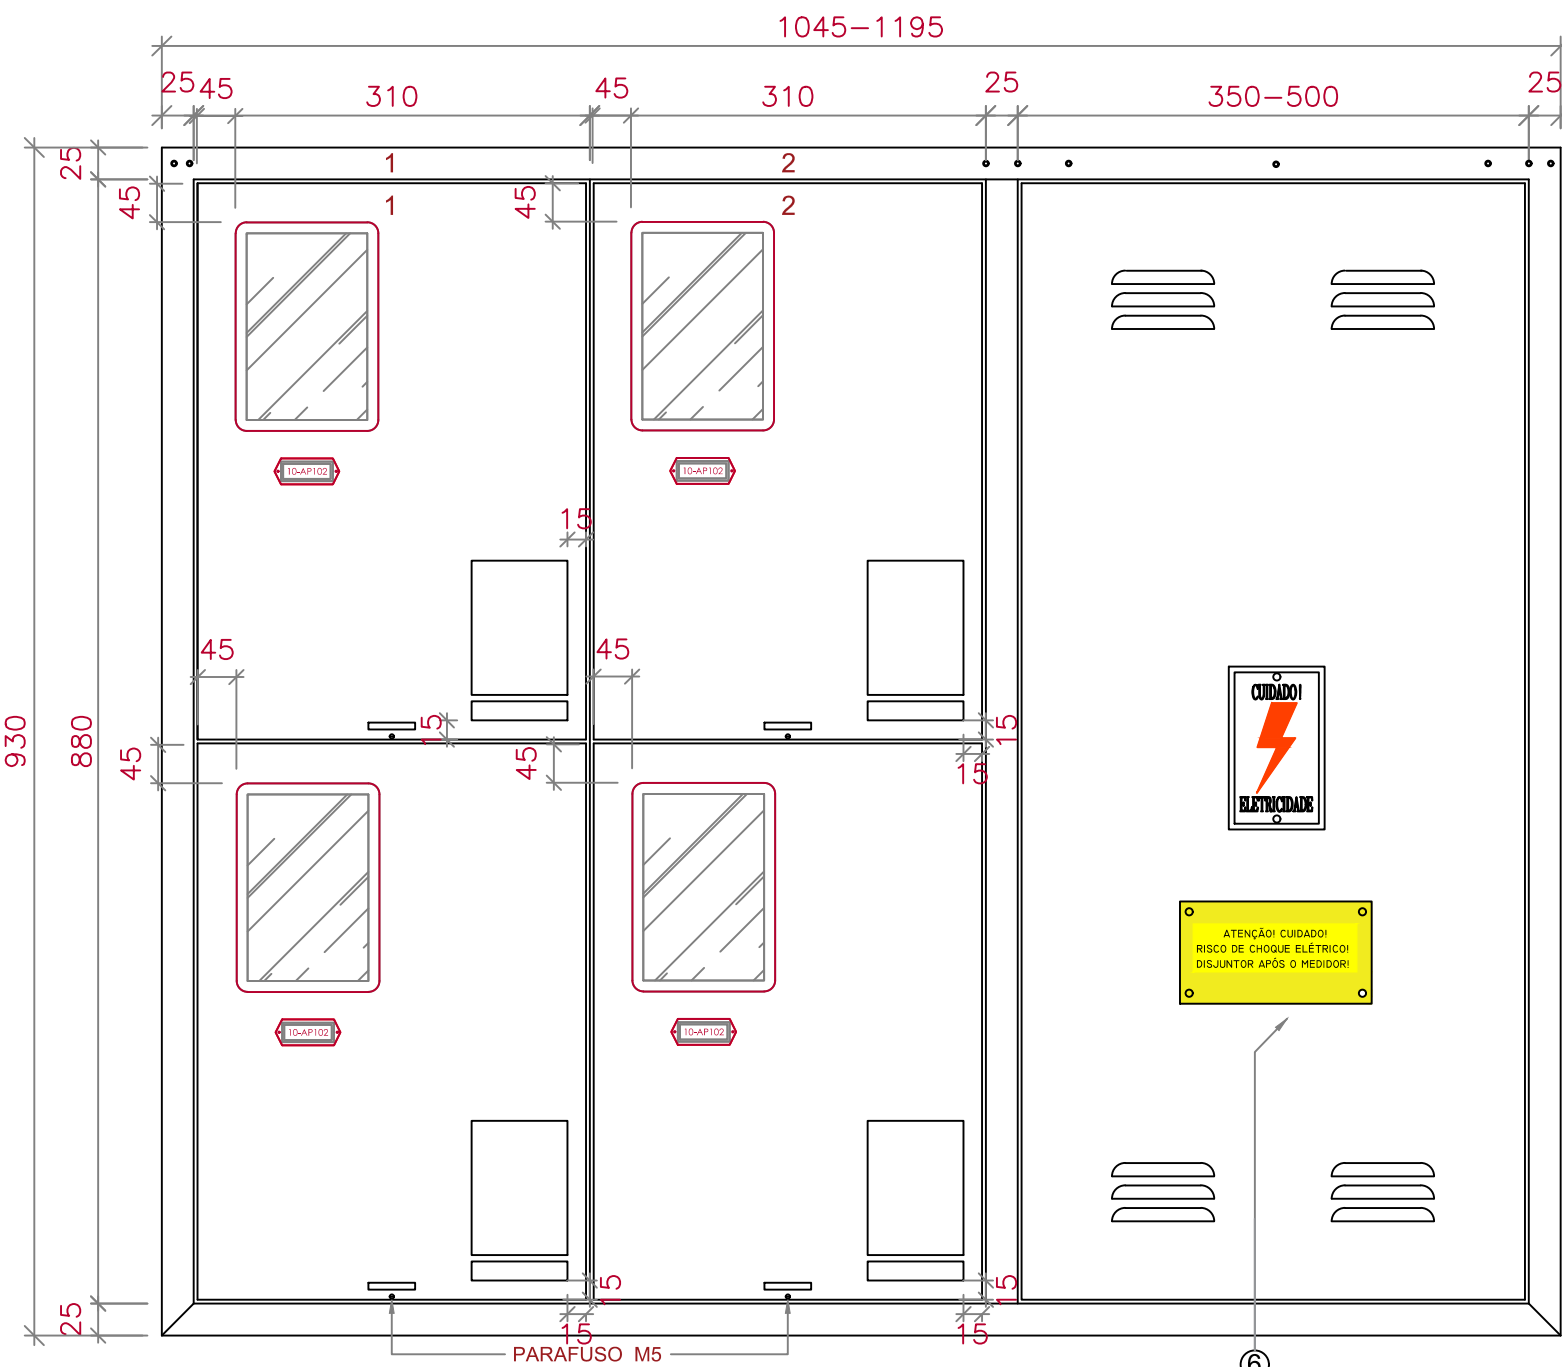 1045-1195
25 45 310 45 310 25 350-500 25
25
1 2
45 1 45 2
10-AP102 10-AP102
15
45 45
15 15
930 880
45 45 15
CUIDADO!
ELETRICIDADE
ATENÇÃO! CUIDADO!
RISCO DE CHOQUE ELÉTRICO!
DISJUNTOR APÓS O MEDIDOR!
10-AP102 10-AP102
15 15
25 15 15
PARAFUSO M5
6